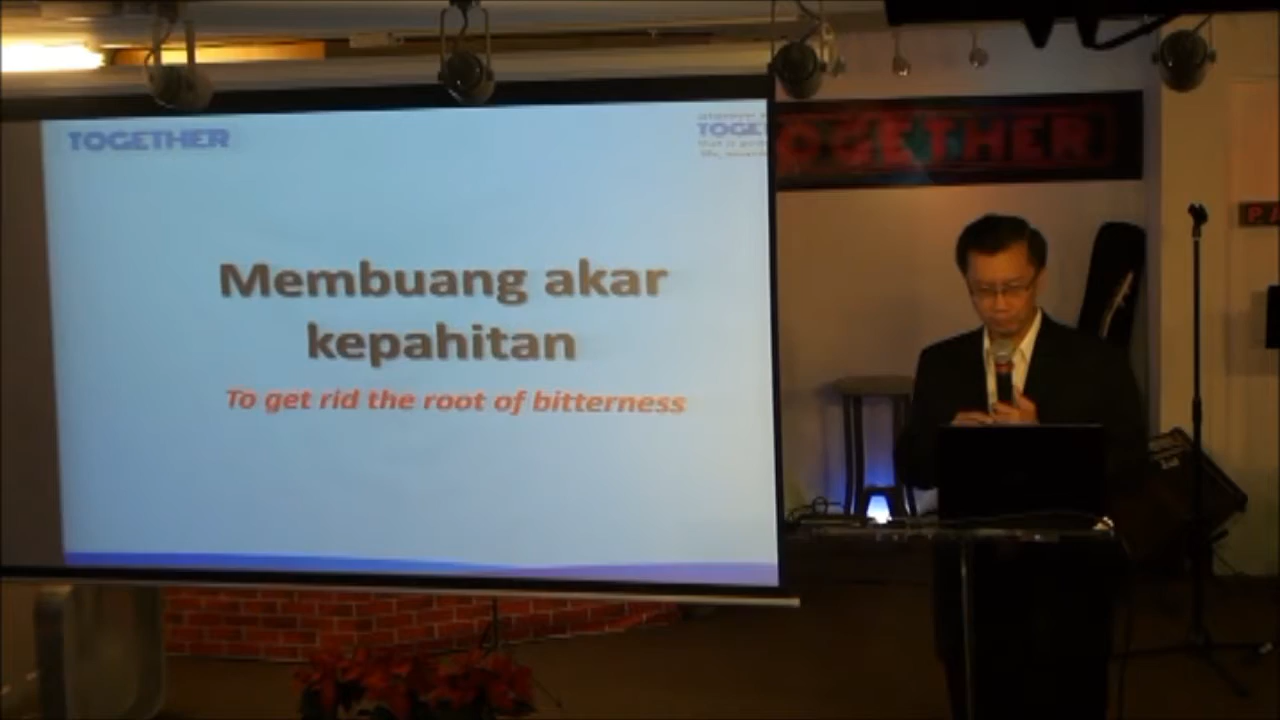 TOGETHER
TOGETHER
Membuang akar
kepahitan
To get rid the root of bitterness